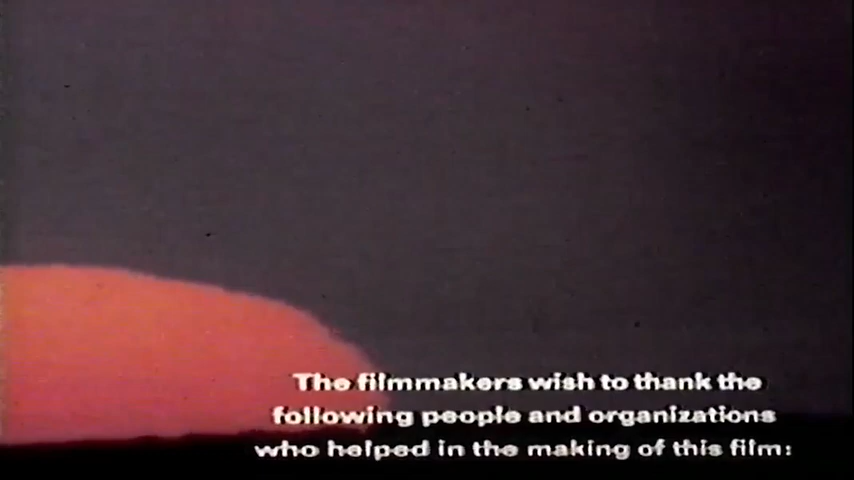 The filmmakers wish to thank the
following people and organizations
who helped in the making of this film: